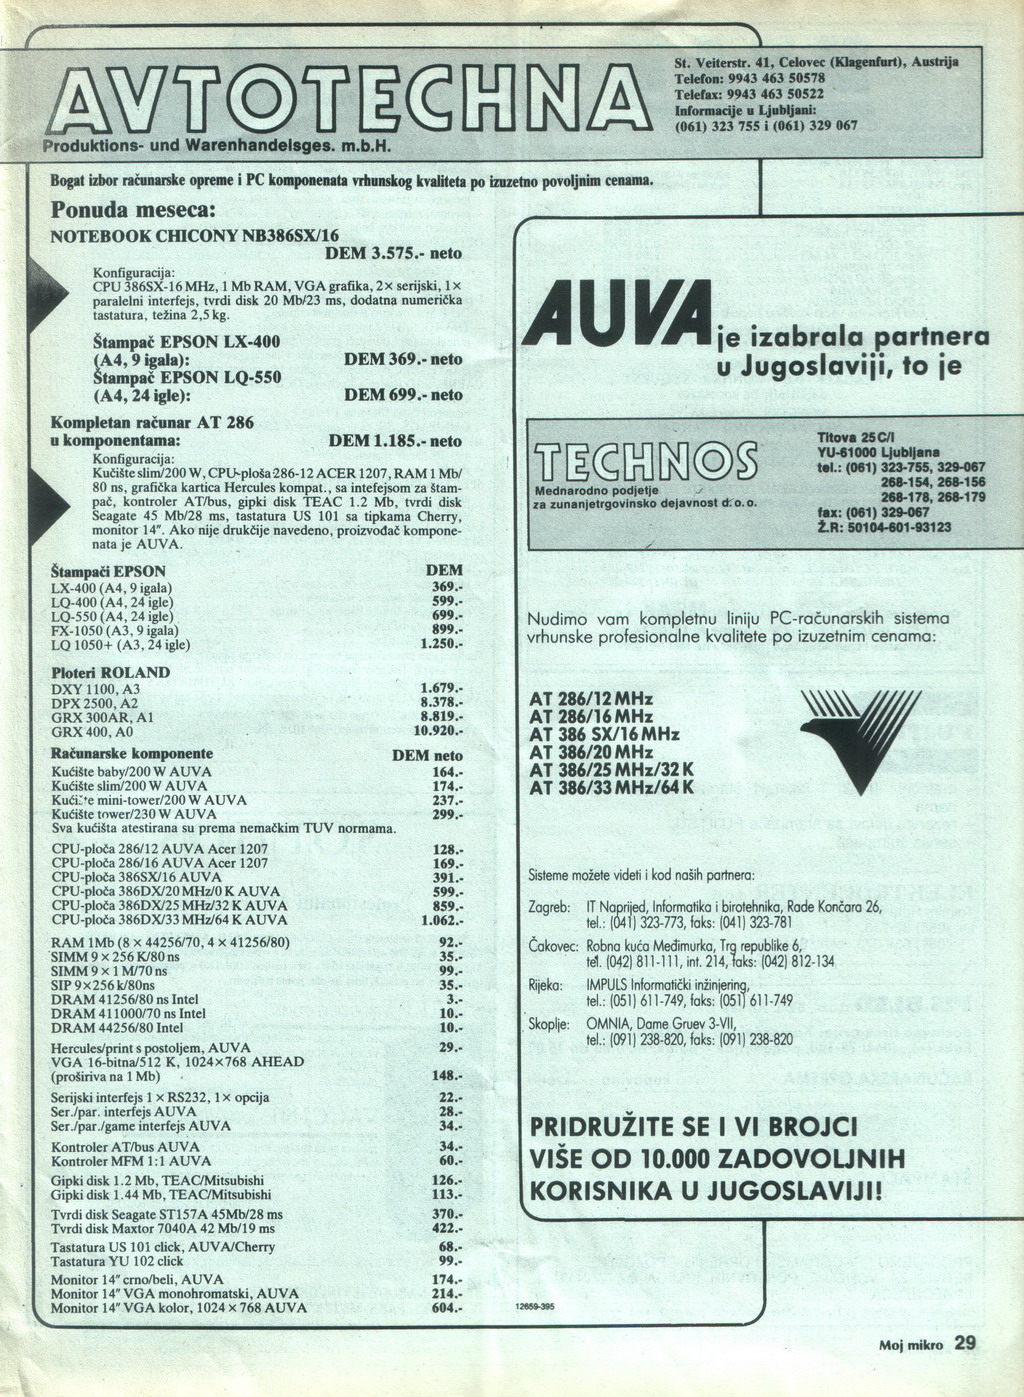 AVTOTECHNA
Produktions- und Warenhandelsges. m.b.H.
St. Veiterstr. 41, Celovec (Klagenfurt), Austrija
Telefon: 9943 463 50578
Telefax: 9943 463 50522
Informacije u Ljubljani:
(061) 323 755 i (061) 329 067
Bogat izbor računarske opreme i PC komponenata vrhunskog kvaliteta po izuzetno povoljnim cenama.
Ponuda meseca:
NOTEBOOK CHICONY NB386SX/16
DEM 3.575.- neto
Konfiguracija:
CPU 386SX-16 MHz, 1 Mb RAM, VGA grafika, 2× serijski, 1×
paralelni interfejs, tvrdi disk 20 Mb/23 ms, dodatna numerička
tastatura, težina 2,5 kg.
Štampač EPSON LX-400
(A4, 9 igala): DEM 369.- neto
Štampač EPSON LQ-550
(A4, 24 igle): DEM 699.- neto
Kompletan računar AT 286
u komponentama: DEM 1.185.- neto
Konfiguracija:
Kućište slim/200 W, CPU-ploša 286-12 ACER 1207, RAM 1 Mb/
80 ns, grafička kartica Hercules kompat., sa intefejsom za štam-
pač, kontroler AT/bus, gipki disk TEAC 1.2 Mb, tvrdi disk
Seagate 45 Mb/28 ms, tastatura US 101 sa tipkama Cherry,
monitor 14". Ako nije drukčije navedeno, proizvođač kompone-
nata je AUVA.
Štampači EPSON DEM
LX-400 (A4, 9 igala) 369.-
LQ-400 (A4, 24 igle) 599.-
LQ-550 (A4, 24 igle) 699.-
FX-1050 (A3, 9 igala) 899.-
LQ 1050+ (A3, 24 igle) 1.250.-
Ploteri ROLAND
DXY 1100, A3 1.679.-
DPX 2500, A2 8.378.-
GRX 300AR, A1 8.819.-
GRX 400, AO 10.920.-
Računarske komponente DEM neto
Kućište baby/200 W AUVA 164.-
Kućište slim/200 W AUVA 174.-
mini-tower/200 W AUVA 237.-
Kućište tower/230 W AUVA 299.-
Sva kućišta atestirana su prema nemačkim TUV normama.
CPU-ploča 286/12 AUVA Acer 1207 128.-
CPU-ploča 286/16 AUVA Acer 1207 169.-
CPU-ploča 386SX/16 AUVA 391.-
CPU-ploča 386DX/20 MHz/0 K AUVA 599.-
CPU-ploča 386DX/25 MHz/32 K AUVA 859.-
CPU-ploča 386DX/33 MHz/64 K AUVA 1.062.-
RAM 1Mb (8 x 44256/70, 4 x 41256/80) 92.-
SIMM 9 × 256 K/80 ns 35.-
SIMM 9 × 1 M/70 ns 99.-
SIP 9×256 k/80ns 35.-
DRAM 41256/80 ns Intel 3.-
DRAM 411000/70 ns Intel 10.-
DRAM 44256/80 Intel 10.-
Hercules/print s postoljem, AUVA 29.-
VGA 16-bitna/512 K, 1024×768 AHEAD
(proširiva na 1 Mb) 148.-
Serijski interfejs 1 × RS232, 1× opcija 22.-
Ser./par. interfejs AUVA 28.-
Ser./par./game interfejs AUVA 34.-
Kontroler AT/bus AUVA 34.-
Kontroler MFM 1:1 AUVA 60.-
Gipki disk 1.2 Mb, TEAC/Mitsubishi 126.-
Gipki disk 1.44 Mb, TEAC/Mitsubishi 113.-
Tvrdi disk Seagate ST157A 45Mb/28 ms 370.-
Tvrdi disk Maxtor 7040A 42 Mb/19 ms 422.-
Tastatura US 101 click, AUVA/Cherry 68.-
Tastatura YU 102 click 99.-
Monitor 14" crno/beli, AUVA 174.-
Monitor 14" VGA monohromatski, AUVA 214.-
Monitor 14" VGA kolor, 1024 × 768 AUVA 604.-
AUVA je izabrala partnera
u Jugoslaviji, to je
TECHNOS
Mednarodno podjetje
za zunanjetrgovinsko dejavnost d.o.o.
Titova 25C/I
YU-61000 Ljubljana
tel.: (061) 323-755, 329-067
268-154, 268-156
268-178, 268-179
fax: (061) 329-067
Ž.R: 50104-601-93123
Nudimo vam kompletnu liniju PC-računarskih sistema
vrhunske profesionalne kvalitete po izuzetnim cenama:
AT 286/12 MHz
AT 286/16 MHz
AT 386 SX/16 MHz
AT 386/20 MHz
AT 386/25 MHz/32 K
AT 386/33 MHz/64 K
Sisteme možete videti i kod naših partnera:
Zagreb: IT Naprijed, Informatika i birotehnika, Rade Končara 26,
tel.: (041) 323-773, faks: (041) 323-781
Čakovec: Robna kuća Međimurka, Trg republike 6,
tel. (042) 811-111, int. 214, faks: (042) 812-134
Rijeka: IMPULS Informatički inžinjering,
tel.: (051) 611-749, faks: (051) 611-749
Skoplje: OMNIA, Dame Gruev 3-VII,
tel.: (091) 238-820, faks: (091) 238-820
PRIDRUŽITE SE I VI BROJCI
VIŠE OD 10.000 ZADOVOLJNIH
KORISNIKA U JUGOSLAVIJI!
12659-395
Moj mikro 29